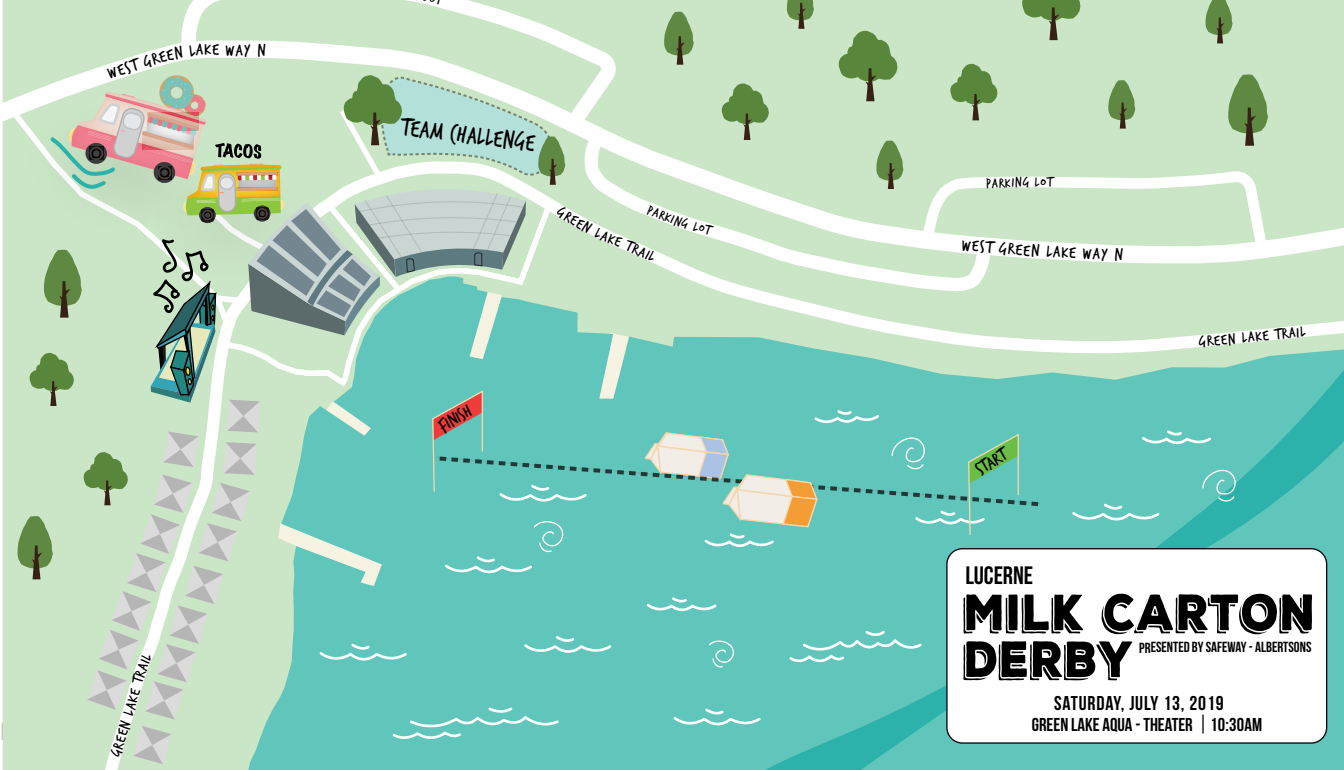 WEST GREEN LAKE WAY N
TACOS
TEAM CHALLENGE
PARKING LOT
GREEN LAKE TRAIL
PARKING LOT
WEST GREEN LAKE WAY N
GREEN LAKE TRAIL
FINISH
START
GREEN LAKE TRAIL
LUCERNE
MILK CARTON
DERBY PRESENTED BY SAFEWAY - ALBERTSONS
SATURDAY, JULY 13, 2019
GREEN LAKE AQUA - THEATER | 10:30AM